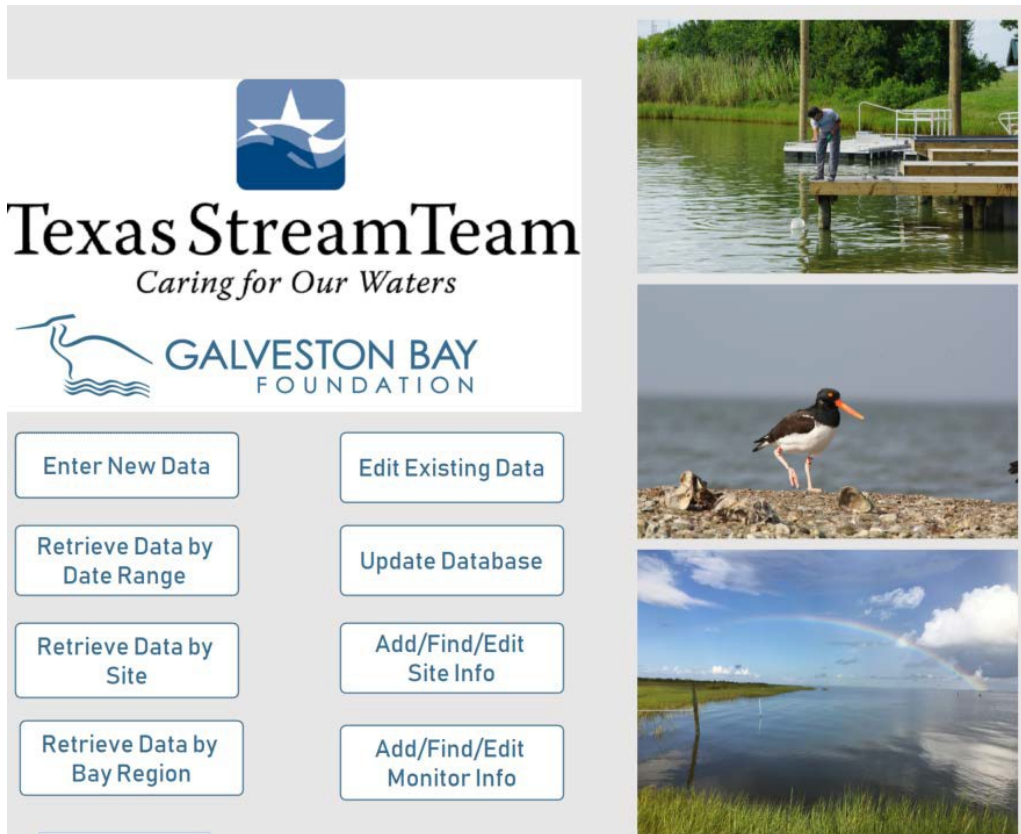 Texas Stream Team
Caring for Our Waters
GALVESTON BAY
FOUNDATION
Enter New Data
Edit Existing Data
Retrieve Data by
Date Range
Update Database
Retrieve Data by
Site
Add/Find/Edit
Site Info
Retrieve Data by
Bay Region
Add/Find/Edit
Monitor Info